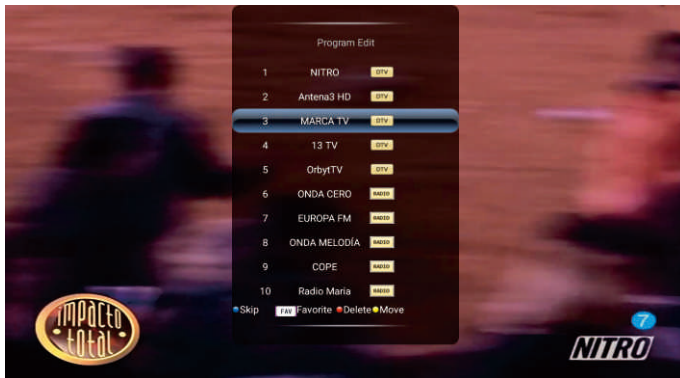 Program Edit
1 NITRO DTV
2 Antena3 HD DTV
3 MARCA TV DTV
4 13 TV DTV
5 OrbytTV DTV
6 ONDA CERO RADIO
7 EUROPA FM RADIO
8 ONDA MELODÍA RADIO
9 COPE RADIO
10 Radio Maria RADIO
Skip FAV Favorite Delete Move
impacto
total
7
NITRO